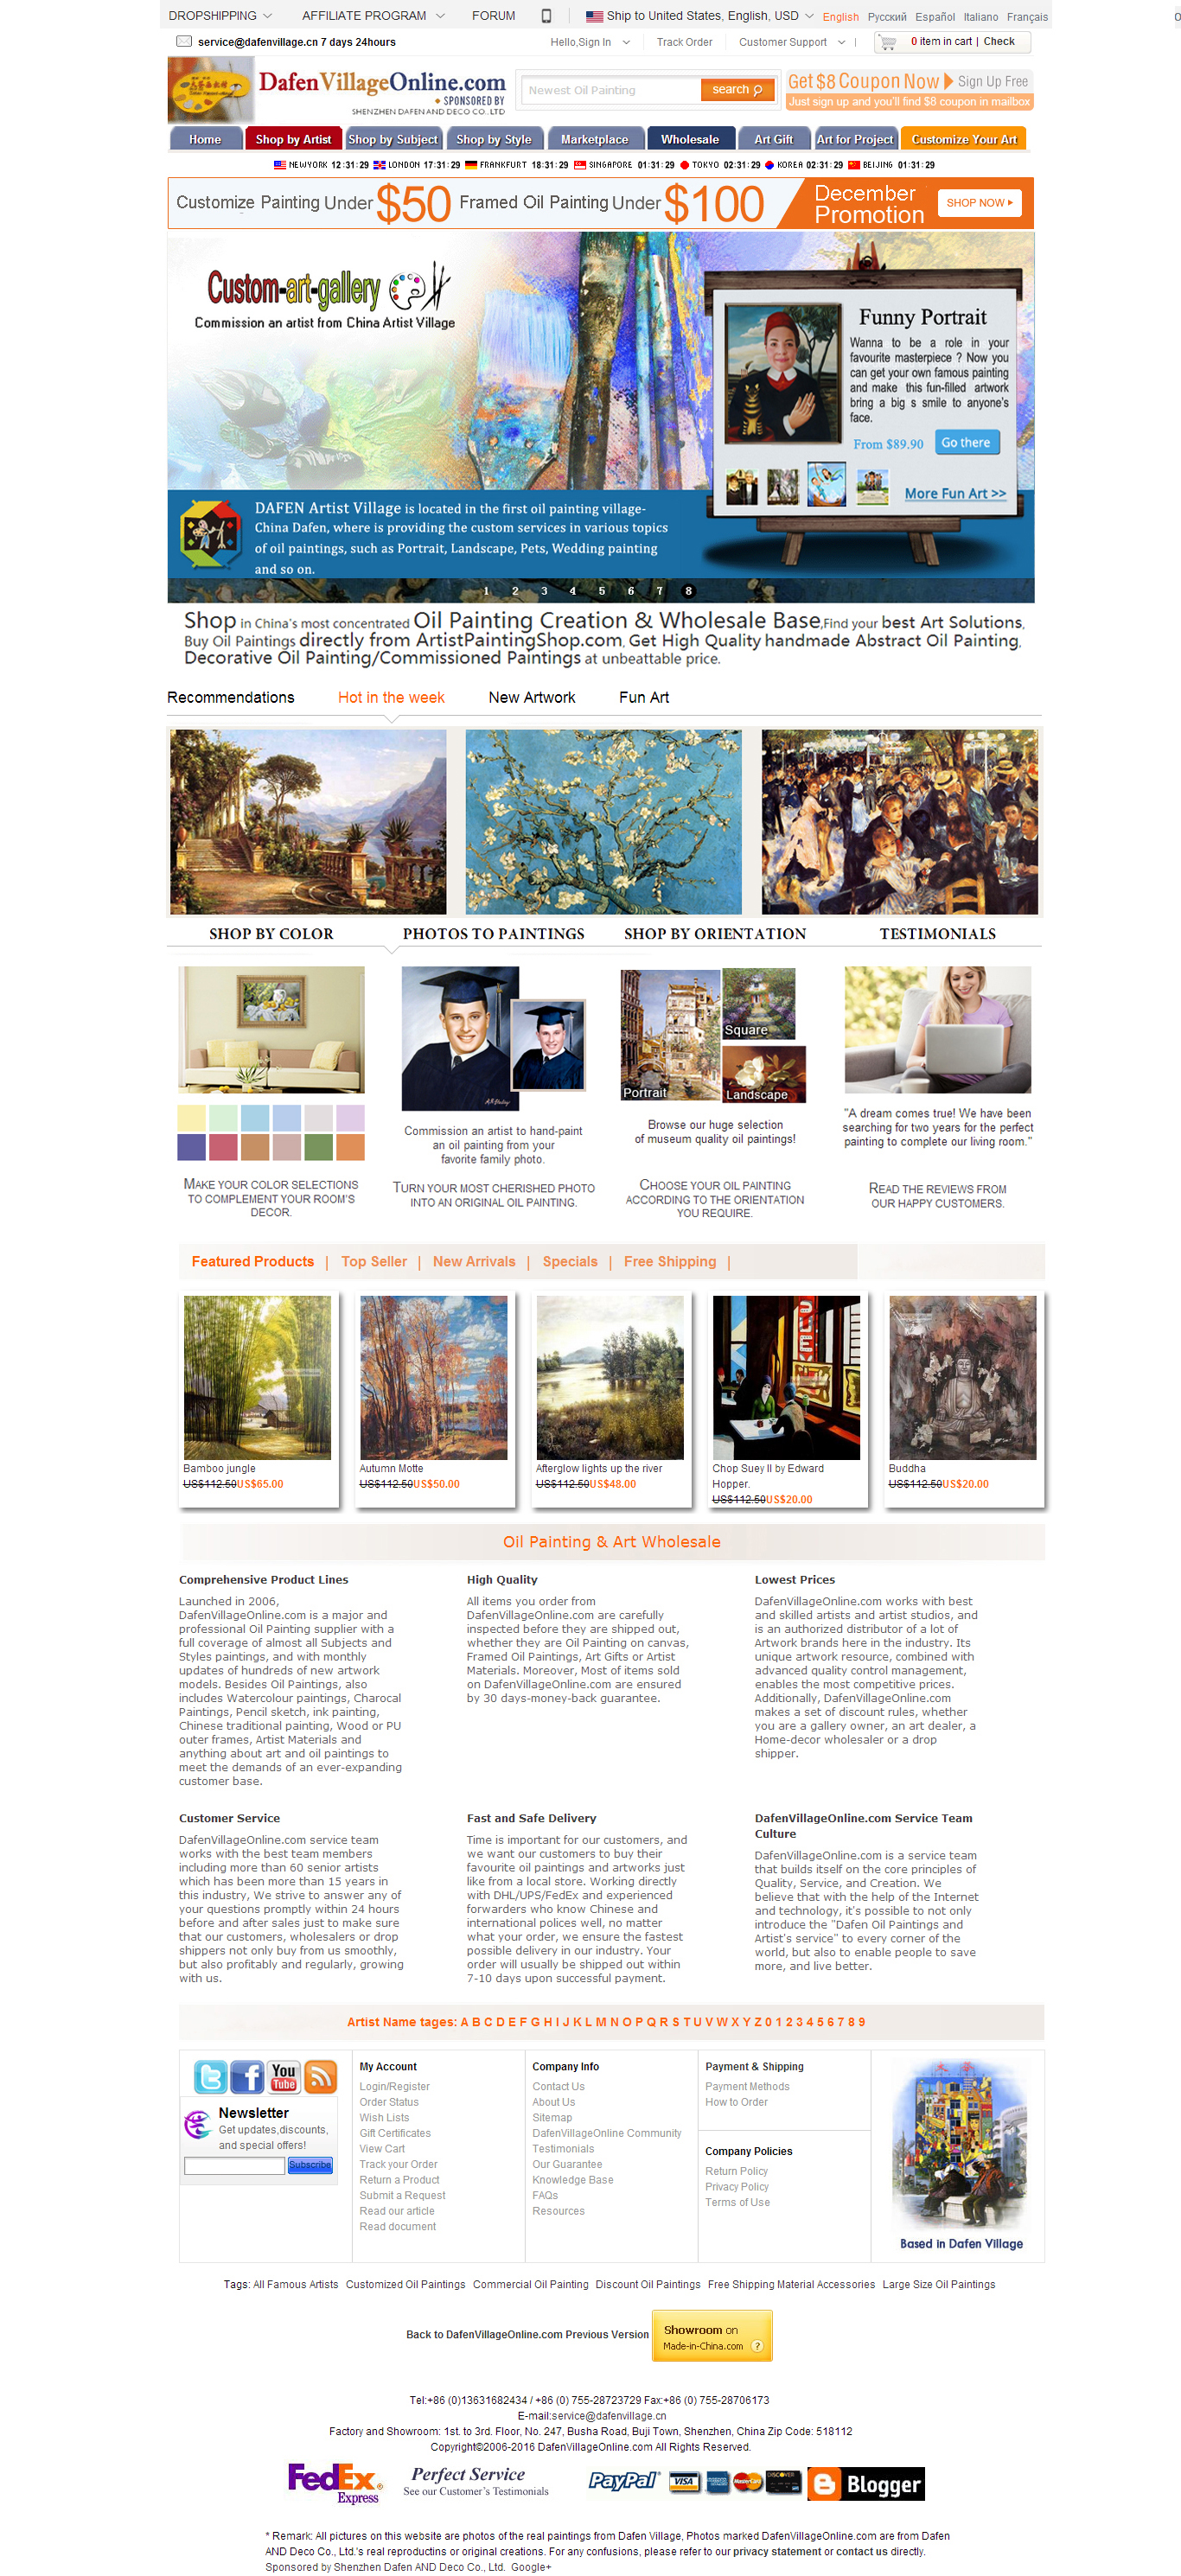 DROPSHIPPING AFFILIATE PROGRAM FORUM Ship to United States, English, USD English Русский Español Italiano Français
service@dafenvillage.cn 7 days 24hours Hello,Sign In Track Order Customer Support | 0 item in cart | Check
DafenVillageOnline.com
SPONSORED BY
SHENZHEN DAFEN AND DECO CO.,LTD
Newest Oil Painting search
Get $8 Coupon Now Sign Up Free
Just sign up and you'll find $8 coupon in mailbox
Home Shop by Artist Shop by Subject Shop by Style Marketplace Wholesale Art Gift Art for Project Customize Your Art
NEWYORK 12:31:29 LONDON 17:31:29 FRANKFURT 18:31:29 SINGAPORE 01:31:29 TOKYO 02:31:29 KOREA 02:31:29 BEIJING 01:31:29
Customize Painting Under $50 Framed Oil Painting Under $100
December
Promotion
SHOP NOW
Custom-art-gallery
Commission an artist from China Artist Village
Funny Portrait
Wanna to be a role in your
favourite masterpiece ? Now you
can get your own famous painting
and make this fun-filled artwork
bring a big s smile to anyone's
face.
From $89.90 Go there
More Fun Art >>
DAFEN Artist Village is located in the first oil painting village-
China Dafen, where is providing the custom services in various topics
of oil paintings, such as Portrait, Landscape, Pets, Wedding painting
and so on.
1 2 3 4 5 6 7 8
Shop in China's most concentrated Oil Painting Creation & Wholesale Base,Find your best Art Solutions,
Buy Oil Paintings directly from ArtistPaintingShop.com, Get High Quality handmade Abstract Oil Painting,
Decorative Oil Painting/Commissioned Paintings at unbeattable price.
Recommendations Hot in the week New Artwork Fun Art
SHOP BY COLOR PHOTOS TO PAINTINGS SHOP BY ORIENTATION TESTIMONIALS
Square
Portrait
Landscape
Commission an artist to hand-paint
an oil painting from your
favorite family photo.
Browse our huge selection
of museum quality oil paintings!
"A dream comes true! We have been
searching for two years for the perfect
painting to complete our living room."
MAKE YOUR COLOR SELECTIONS
TO COMPLEMENT YOUR ROOM'S
DECOR.
TURN YOUR MOST CHERISHED PHOTO
INTO AN ORIGINAL OIL PAINTING.
CHOOSE YOUR OIL PAINTING
ACCORDING TO THE ORIENTATION
YOU REQUIRE.
READ THE REVIEWS FROM
OUR HAPPY CUSTOMERS.
Featured Products | Top Seller | New Arrivals | Specials | Free Shipping |
Bamboo jungle
US$112.50US$65.00
Autumn Motte
US$112.50US$50.00
Afterglow lights up the river
US$112.50US$48.00
Chop Suey II by Edward
Hopper.
US$112.50US$20.00
Buddha
US$112.50US$20.00
Oil Painting & Art Wholesale
Comprehensive Product Lines
Launched in 2006,
DafenVillageOnline.com is a major and
professional Oil Painting supplier with a
full coverage of almost all Subjects and
Styles paintings, and with monthly
updates of hundreds of new artwork
models. Besides Oil Paintings, also
includes Watercolour paintings, Charocal
Paintings, Pencil sketch, ink painting,
Chinese traditional painting, Wood or PU
outer frames, Artist Materials and
anything about art and oil paintings to
meet the demands of an ever-expanding
customer base.
High Quality
All items you order from
DafenVillageOnline.com are carefully
inspected before they are shipped out,
whether they are Oil Painting on canvas,
Framed Oil Paintings, Art Gifts or Artist
Materials. Moreover, Most of items sold
on DafenVillageOnline.com are ensured
by 30 days-money-back guarantee.
Lowest Prices
DafenVillageOnline.com works with best
and skilled artists and artist studios, and
is an authorized distributor of a lot of
Artwork brands here in the industry. Its
unique artwork resource, combined with
advanced quality control management,
enables the most competitive prices.
Additionally, DafenVillageOnline.com
makes a set of discount rules, whether
you are a gallery owner, an art dealer, a
Home-decor wholesaler or a drop
shipper.
Customer Service
DafenVillageOnline.com service team
works with the best team members
including more than 60 senior artists
which has been more than 15 years in
this industry, We strive to answer any of
your questions promptly within 24 hours
before and after sales just to make sure
that our customers, wholesalers or drop
shippers not only buy from us smoothly,
but also profitably and regularly, growing
with us.
Fast and Safe Delivery
Time is important for our customers, and
we want our customers to buy their
favourite oil paintings and artworks just
like from a local store. Working directly
with DHL/UPS/FedEx and experienced
forwarders who know Chinese and
international polices well, no matter
what your order, we ensure the fastest
possible delivery in our industry. Your
order will usually be shipped out within
7-10 days upon successful payment.
DafenVillageOnline.com Service Team
Culture
DafenVillageOnline.com is a service team
that builds itself on the core principles of
Quality, Service, and Creation. We
believe that with the help of the Internet
and technology, it's possible to not only
introduce the "Dafen Oil Paintings and
Artist's service" to every corner of the
world, but also to enable people to save
more, and live better.
Artist Name tages: A B C D E F G H I J K L M N O P Q R S T U V W X Y Z 0 1 2 3 4 5 6 7 8 9
You
Tube
Newsletter
Get updates,discounts,
and special offers!
Subscribe
My Account
Login/Register
Order Status
Wish Lists
Gift Certificates
View Cart
Track your Order
Return a Product
Submit a Request
Read our article
Read document
Company Info
Contact Us
About Us
Sitemap
DafenVillageOnline Community
Testimonials
Our Guarantee
Knowledge Base
FAQs
Resources
Payment & Shipping
Payment Methods
How to Order
Company Policies
Return Policy
Privacy Policy
Terms of Use
Based in Dafen Village
Tags: All Famous Artists Customized Oil Paintings Commercial Oil Painting Discount Oil Paintings Free Shipping Material Accessories Large Size Oil Paintings
Back to DafenVillageOnline.com Previous Version
Showroom on
Made-in-China.com ?
Tel:+86 (0)13631682434 / +86 (0) 755-28723729 Fax:+86 (0) 755-28706173
E-mail:service@dafenvillage.cn
Factory and Showroom: 1st. to 3rd. Floor, No. 247, Busha Road, Buji Town, Shenzhen, China Zip Code: 518112
Copyright©2006-2016 DafenVillageOnline.com All Rights Reserved.
FedEx
Express
Perfect Service
See our Customer's Testimonials
PayPal VISA MasterCard DISCOVER Blogger
* Remark: All pictures on this website are photos of the real paintings from Dafen Village, Photos marked DafenVillageOnline.com are from Dafen
AND Deco Co., Ltd.'s real reproductins or original creations. For any confusions, please refer to our privacy statement or contact us directly.
Sponsored by Shenzhen Dafen AND Deco Co., Ltd. Google+